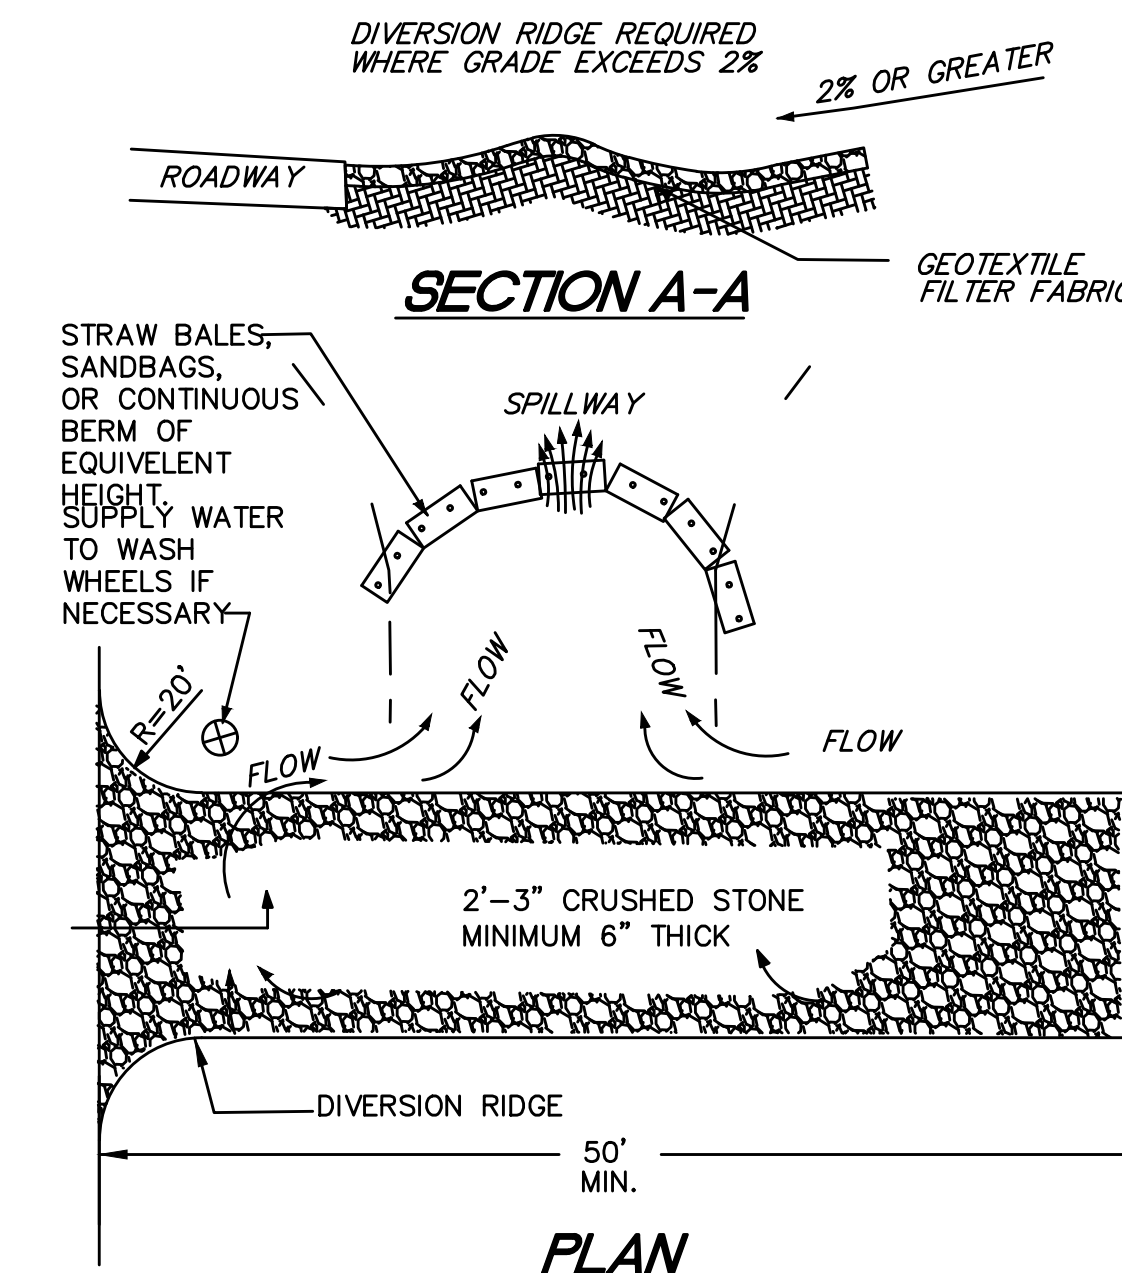 DIVERSION RIDGE REQUIRED
WHERE GRADE EXCEEDS 2%
2% OR GREATER
ROADWAY
GEOTEXTILE
FILTER FABRIC
SECTION A-A
STRAW BALES,
SANDBAGS,
OR CONTINUOUS
BERM OF
EQUIVELENT
HEIGHT.
SPILLWAY
SUPPLY WATER
TO WASH
WHEELS IF
NECESSARY
FLOW
FLOW
R=20'
FLOW
FLOW
2'-3" CRUSHED STONE
MINIMUM 6" THICK
DIVERSION RIDGE
50'
MIN.
PLAN